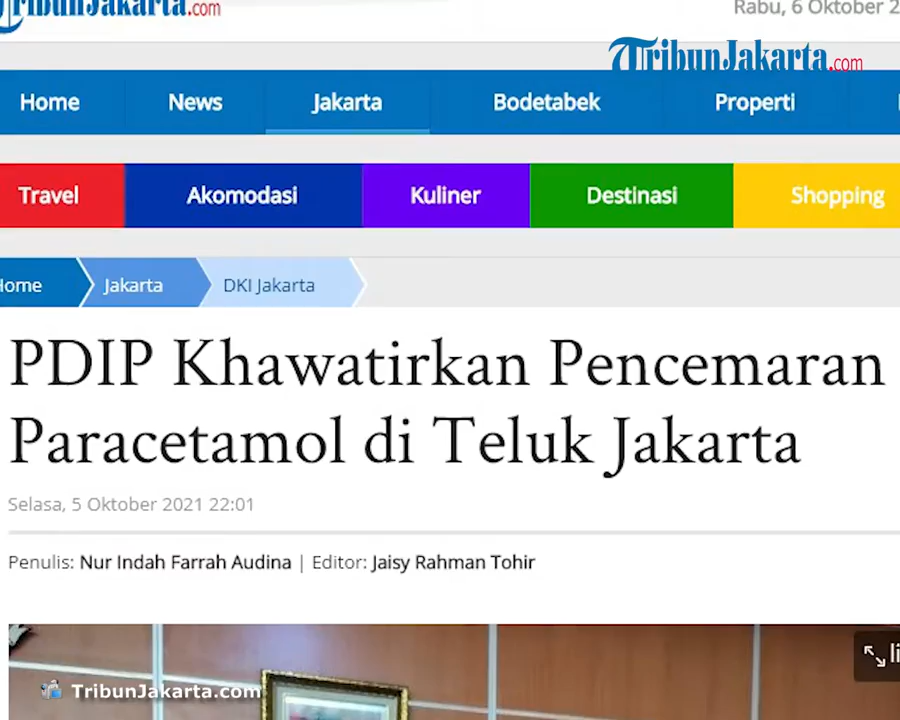 TribunJakarta.com
Rabu, 6 Oktober 2
TribunJakarta.com
Home News Jakarta Bodetabek Properti
Travel Akomodasi Kuliner Destinasi Shopping
Home Jakarta DKI Jakarta
PDIP Khawatirkan Pencemaran
Paracetamol di Teluk Jakarta
Selasa, 5 Oktober 2021 22:01
Penulis: Nur Indah Farrah Audina | Editor: Jaisy Rahman Tohir
TribunJakarta.com